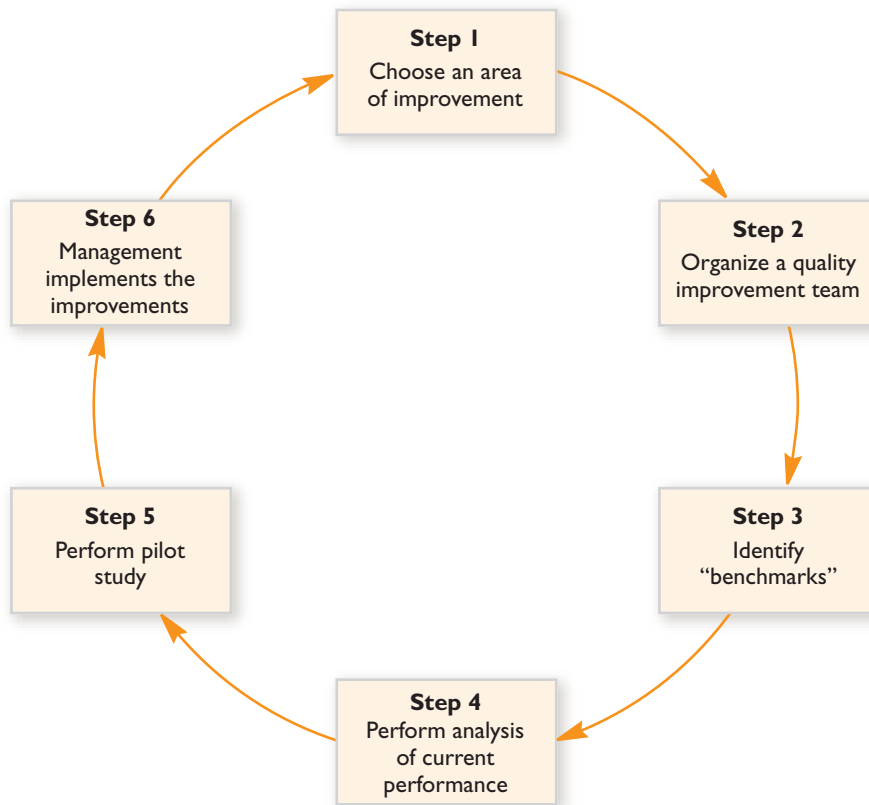 Step 1
Choose an area
of improvement
Step 2
Organize a quality
improvement team
Step 3
Identify
“benchmarks”
Step 4
Perform analysis
of current
performance
Step 5
Perform pilot
study
Step 6
Management
implements the
improvements